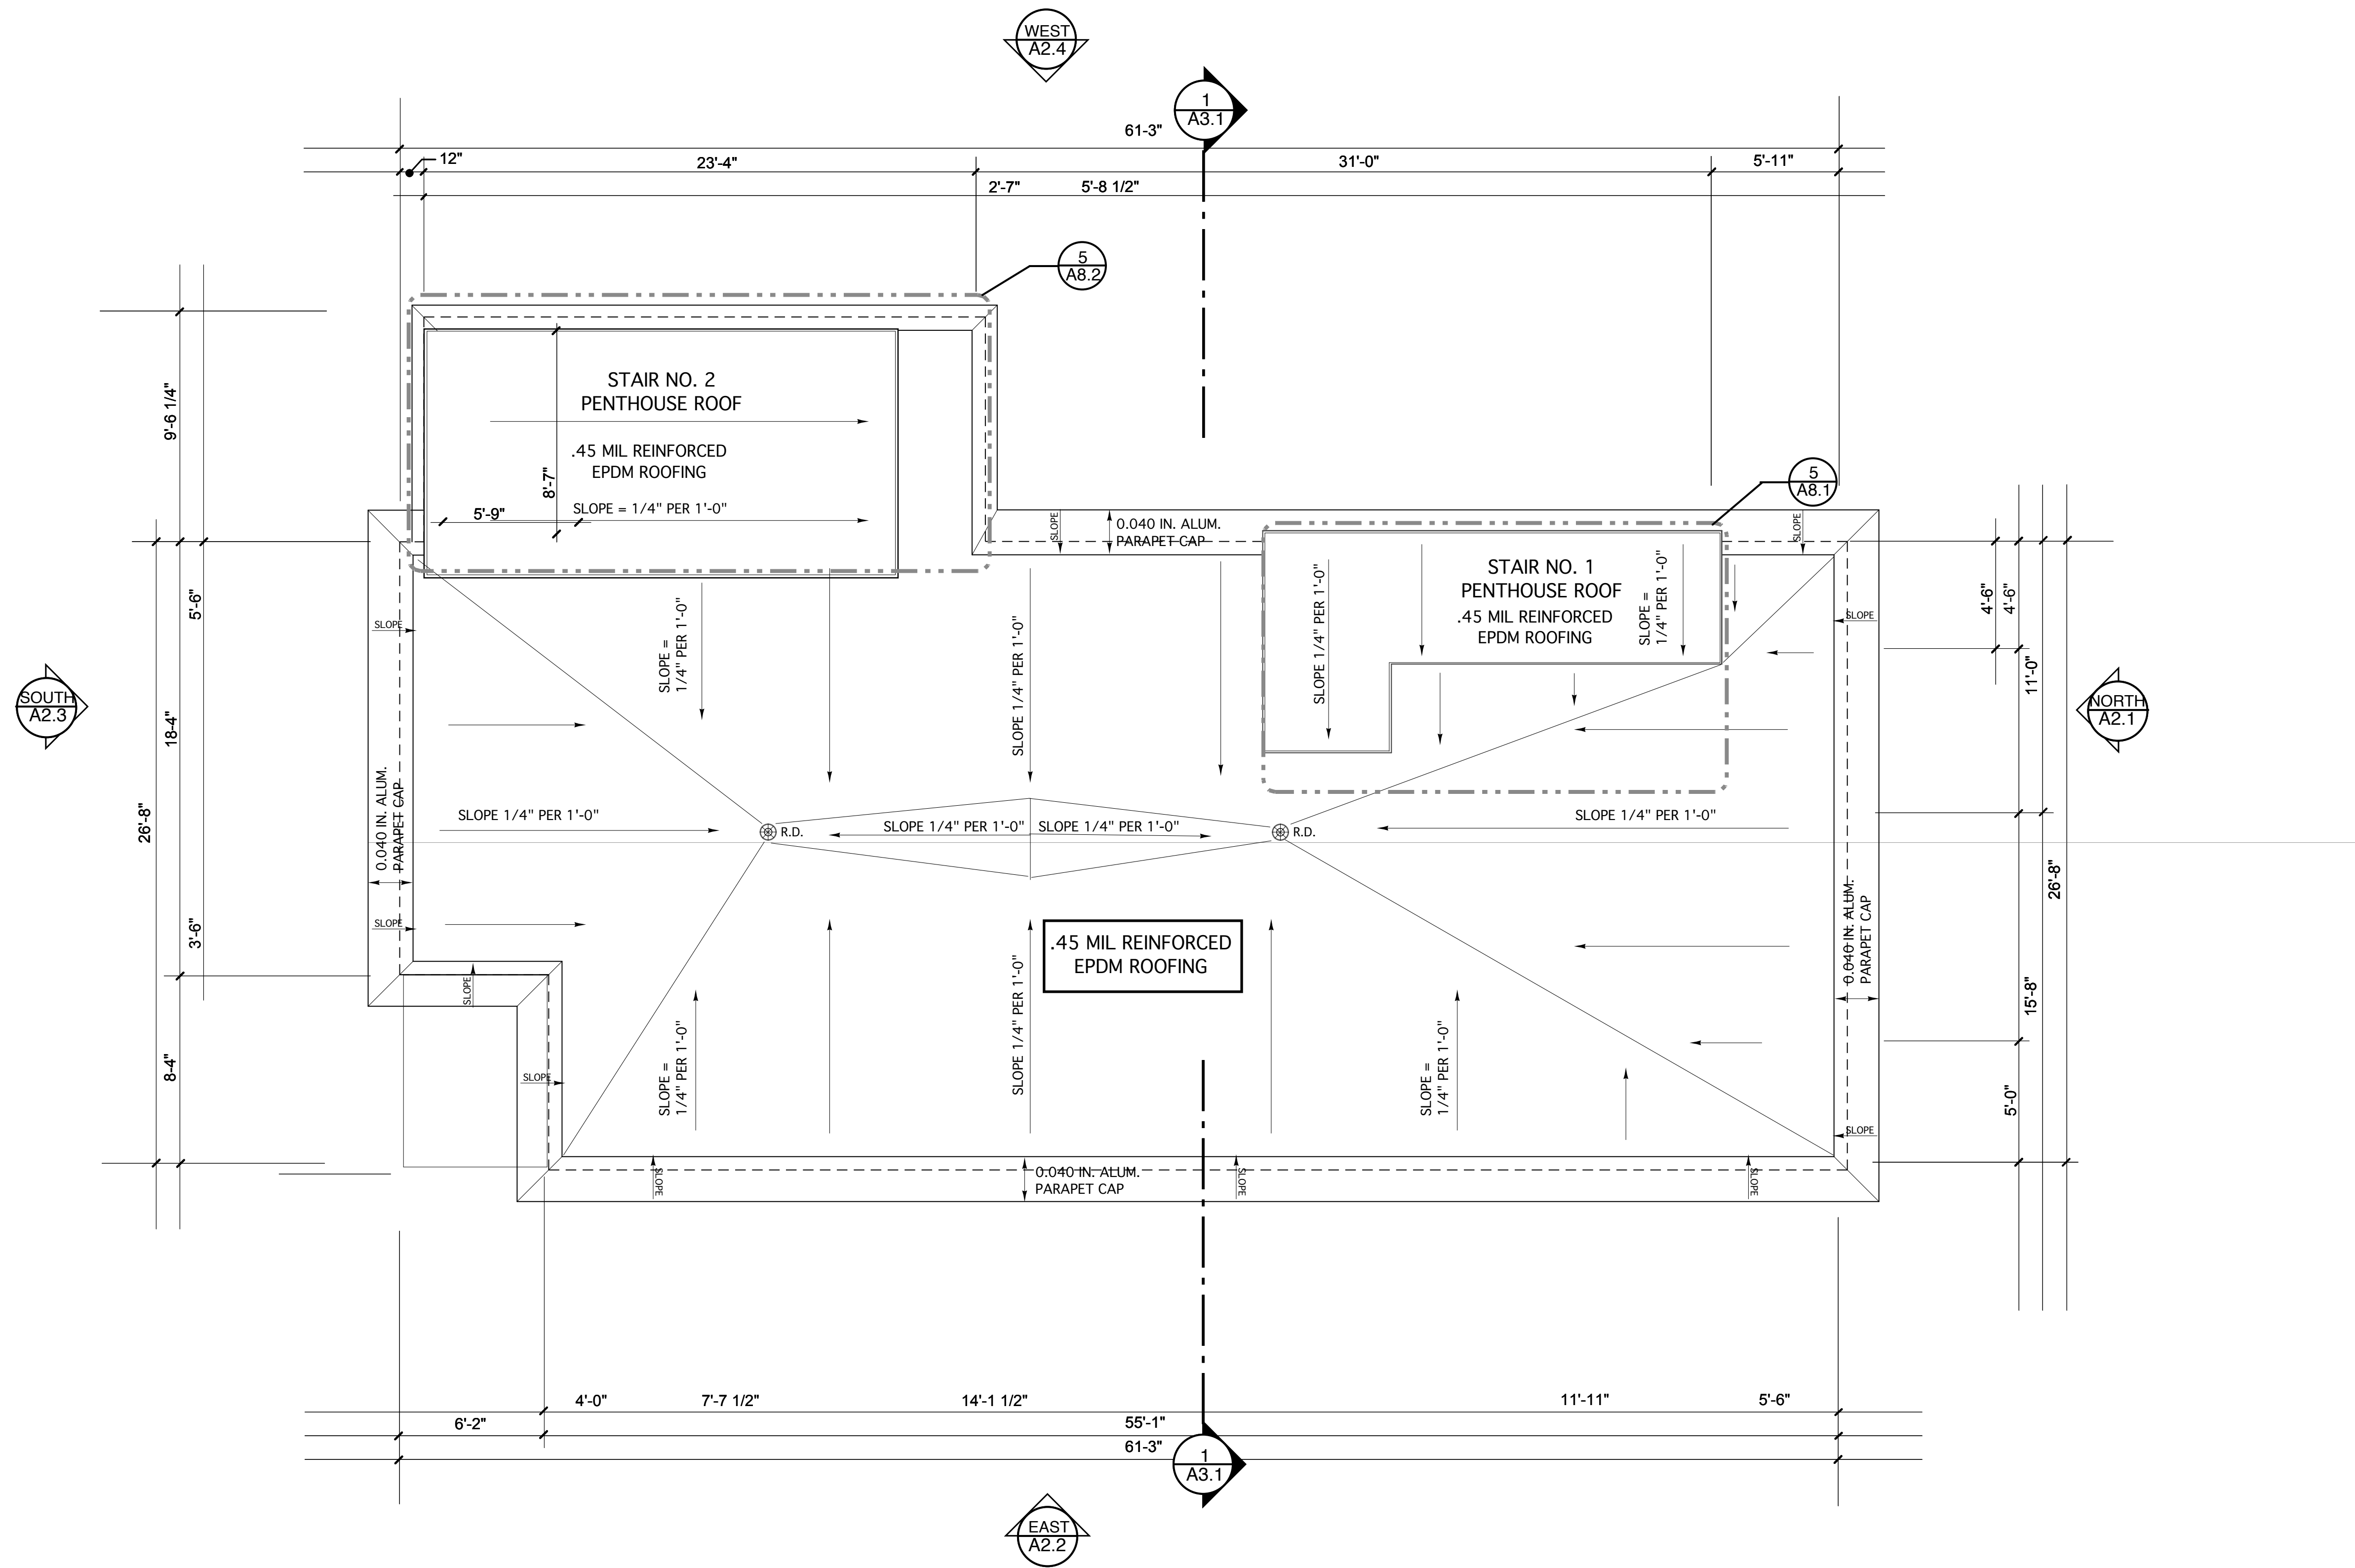 WEST
A2.4
1
A3.1
61-3"
12"
23'-4"
31'-0"
5'-11"
2'-7"
5'-8 1/2"
5
A8.2
STAIR NO. 2
PENTHOUSE ROOF
.45 MIL REINFORCED
EPDM ROOFING
8'-7"
5'-9"
SLOPE = 1/4" PER 1'-0"
9'-6 1/4"
5'-6"
18-4"
26'-8"
3'-6"
8-4"
SOUTH
A2.3
5
A8.1
SLOPE
0.040 IN. ALUM.
PARAPET CAP
SLOPE
STAIR NO. 1
PENTHOUSE ROOF
.45 MIL REINFORCED
EPDM ROOFING
SLOPE 1/4" PER 1'-0"
SLOPE =
1/4" PER 1'-0"
SLOPE
SLOPE
SLOPE =
1/4" PER 1'-0"
SLOPE 1/4" PER 1'-0"
4'-6"
4'-6"
11'-0"
NORTH
A2.1
0.040 IN. ALUM.
PARAPET CAP
SLOPE 1/4" PER 1'-0"
R.D.
SLOPE 1/4" PER 1'-0"
SLOPE 1/4" PER 1'-0"
R.D.
SLOPE 1/4" PER 1'-0"
26'-8"
15'-8"
5'-0"
SLOPE
.45 MIL REINFORCED
EPDM ROOFING
0.040 IN. ALUM.
PARAPET CAP
SLOPE
SLOPE
SLOPE =
1/4" PER 1'-0"
SLOPE 1/4" PER 1'-0"
SLOPE =
1/4" PER 1'-0"
SLOPE
SLOPE
0.040 IN. ALUM.
PARAPET CAP
SLOPE
SLOPE
4'-0"
7'-7 1/2"
14'-1 1/2"
11'-11"
5'-6"
6'-2"
55'-1"
61-3"
1
A3.1
EAST
A2.2